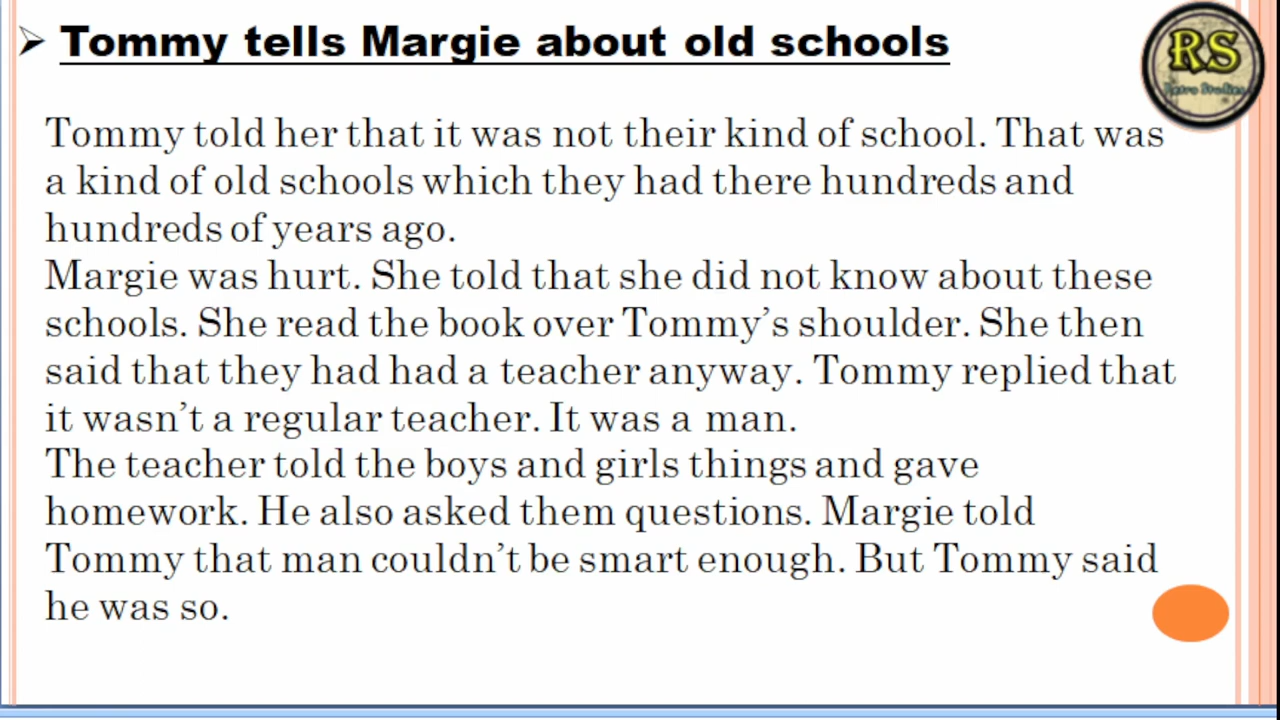 ➢ Tommy tells Margie about old schools
RS
Retro Studies
Tommy told her that it was not their kind of school. That was
a kind of old schools which they had there hundreds and
hundreds of years ago.
Margie was hurt. She told that she did not know about these
schools. She read the book over Tommy’s shoulder. She then
said that they had had a teacher anyway. Tommy replied that
it wasn’t a regular teacher. It was a man.
The teacher told the boys and girls things and gave
homework. He also asked them questions. Margie told
Tommy that man couldn’t be smart enough. But Tommy said
he was so.